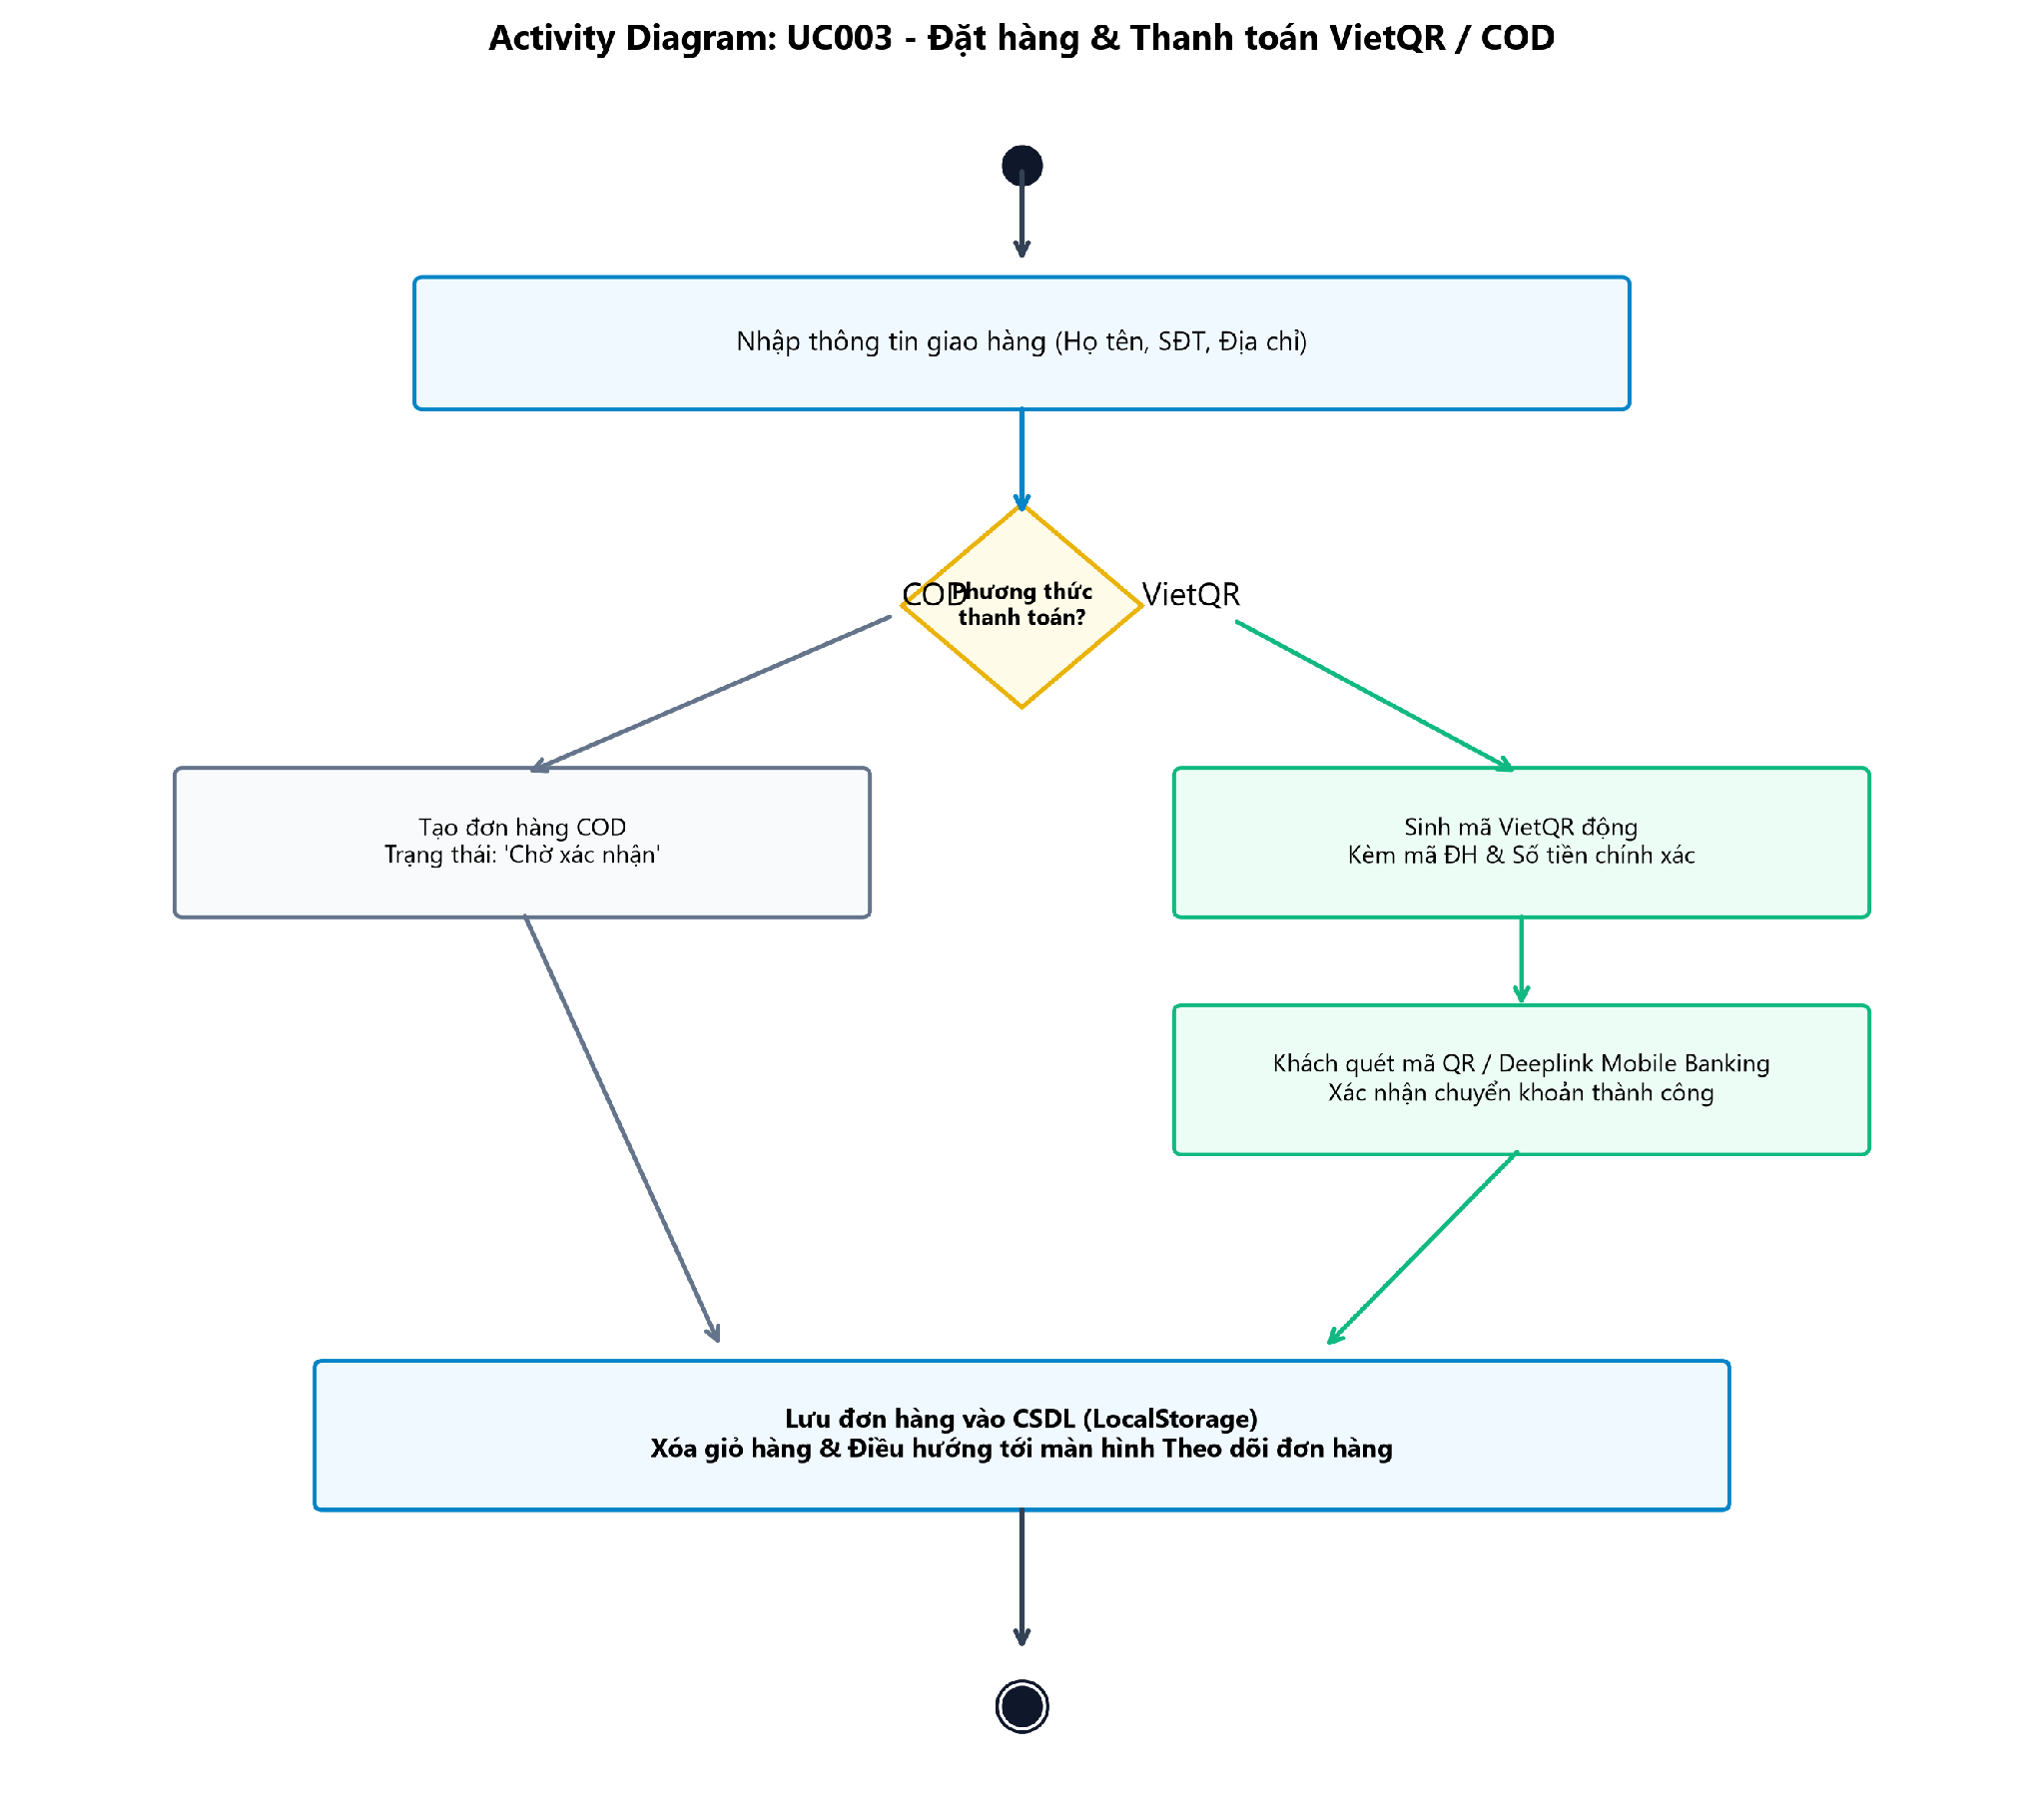 Activity Diagram: UC003 - Đặt hàng & Thanh toán VietQR / COD
Nhập thông tin giao hàng (Họ tên, SĐT, Địa chỉ)
COD
Phương thức
thanh toán?
VietQR
Tạo đơn hàng COD
Trạng thái: 'Chờ xác nhận'
Sinh mã VietQR động
Kèm mã ĐH & Số tiền chính xác
Khách quét mã QR / Deeplink Mobile Banking
Xác nhận chuyển khoản thành công
Lưu đơn hàng vào CSDL (LocalStorage)
Xóa giỏ hàng & Điều hướng tới màn hình Theo dõi đơn hàng